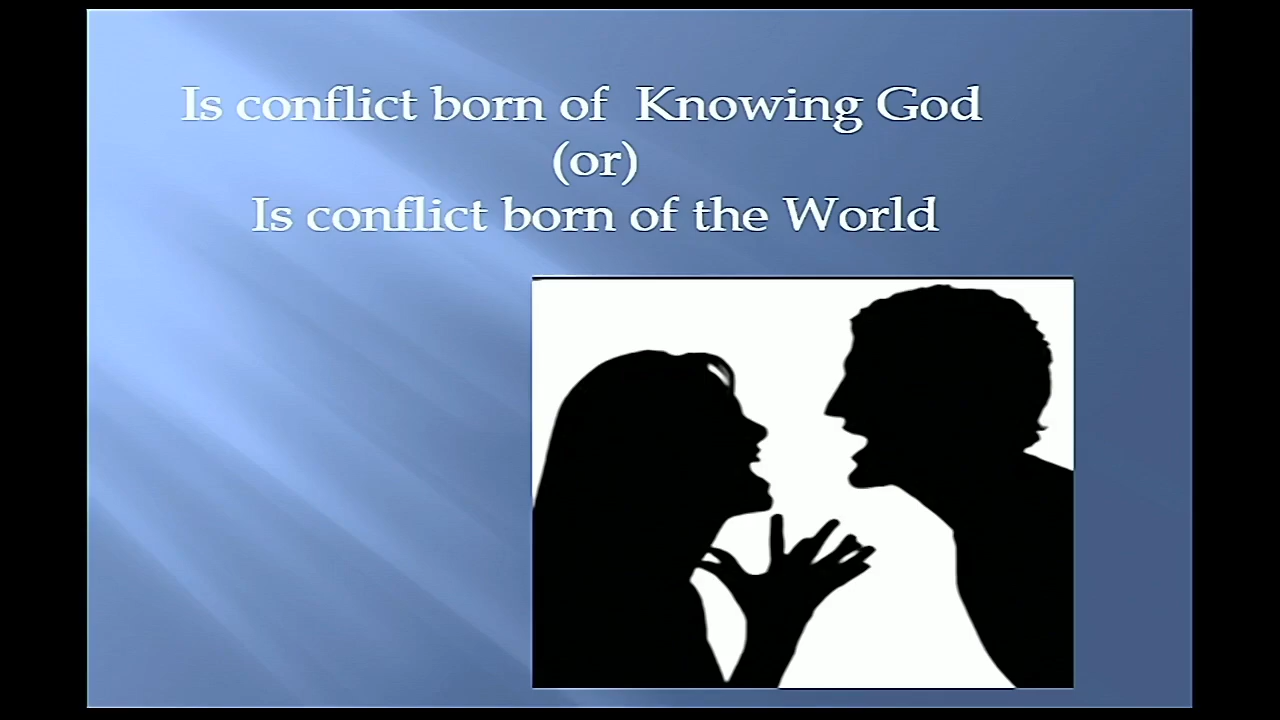 Is conflict born of Knowing God
(or)
Is conflict born of the World